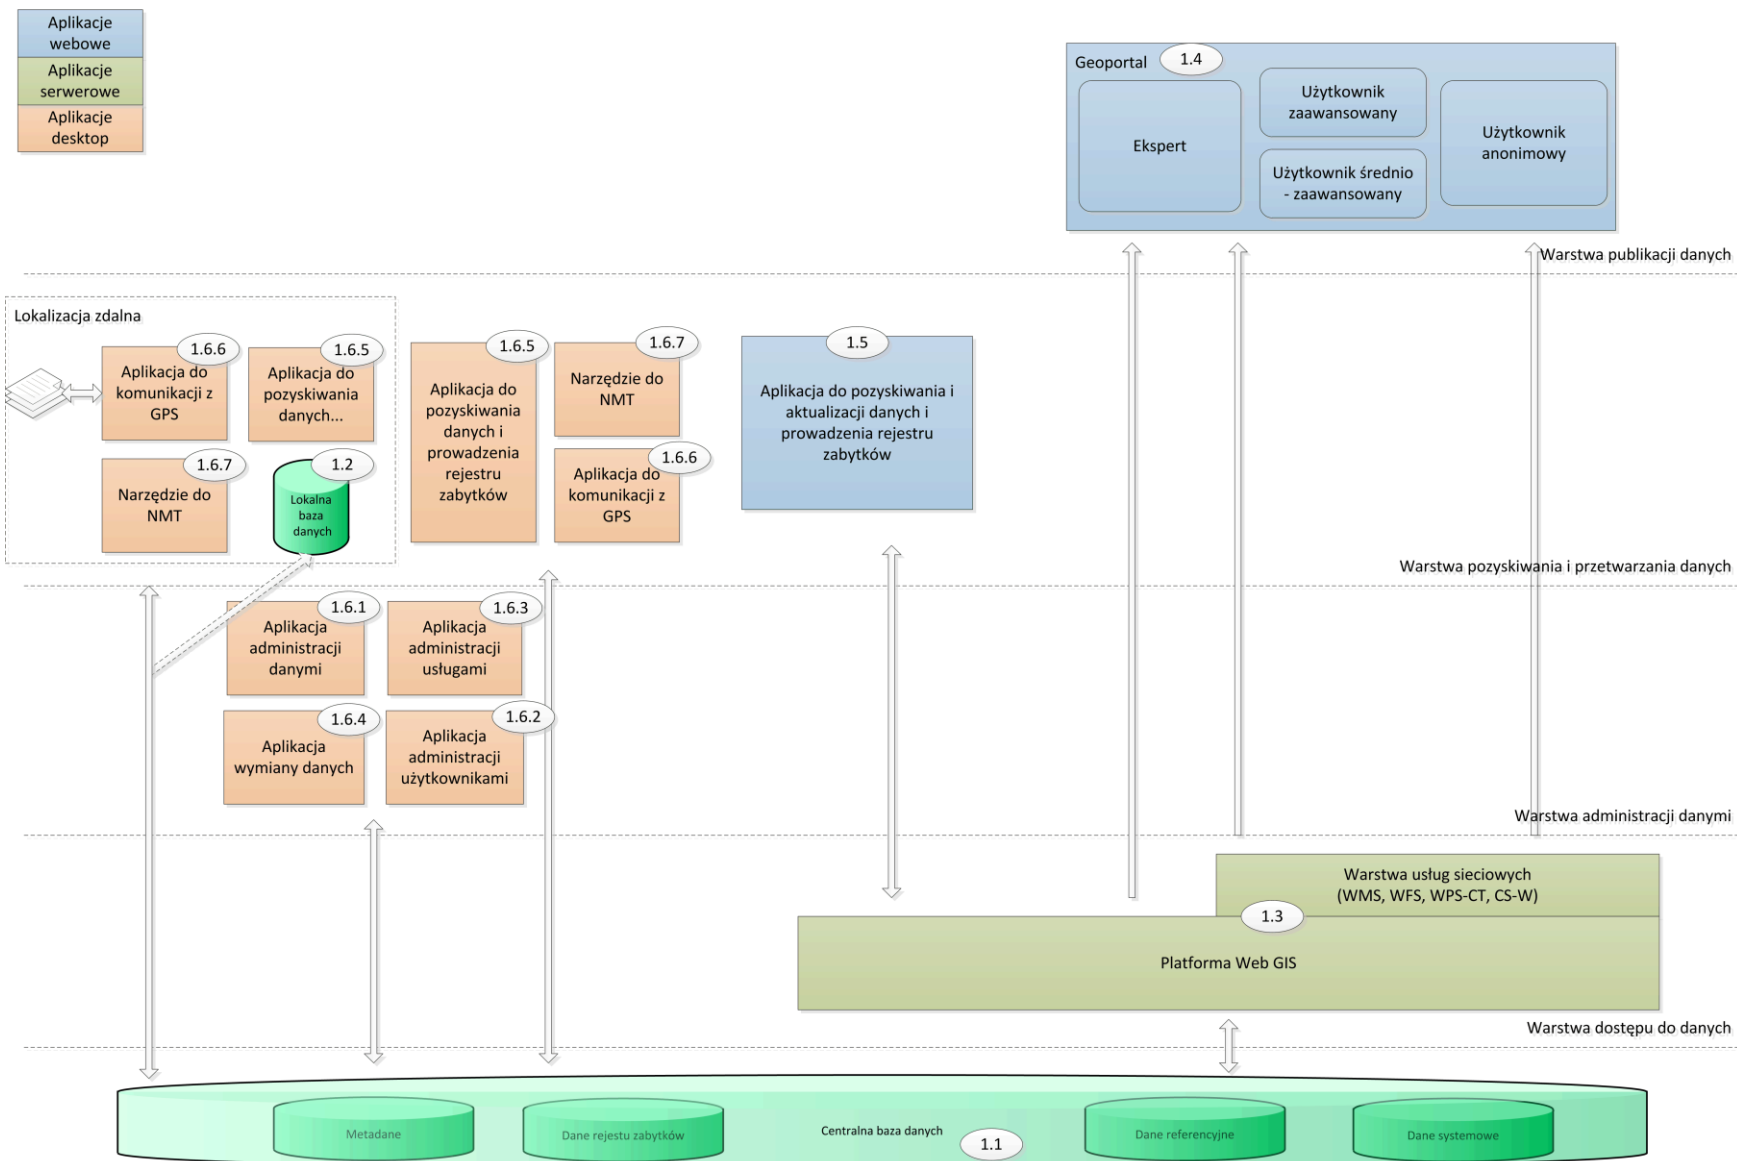 Aplikacje
webowe
Aplikacje
serwerowe
Aplikacje
desktop
Geoportal
1.4
Ekspert
Użytkownik
zaawansowany
Użytkownik średnio
- zaawansowany
Użytkownik
anonimowy
Warstwa publikacji danych
Lokalizacja zdalna
1.6.6
Aplikacja do
komunikacji z
GPS
1.6.5
Aplikacja do
pozyskiwania
danych...
1.6.7
Narzędzie do
NMT
1.2
Lokalna
baza
danych
1.6.5
Aplikacja do
pozyskiwania
danych i
prowadzenia
rejestru
zabytków
1.6.7
Narzędzie do
NMT
1.6.6
Aplikacja do
komunikacji z
GPS
1.5
Aplikacja do pozyskiwania i
aktualizacji danych i
prowadzenia rejestru
zabytków
Warstwa pozyskiwania i przetwarzania danych
1.6.1
Aplikacja
administracji
danymi
1.6.3
Aplikacja
administracji
usługami
1.6.4
Aplikacja
wymiany danych
1.6.2
Aplikacja
administracji
użytkownikami
Warstwa administracji danymi
Warstwa usług sieciowych
(WMS, WFS, WPS-CT, CS-W)
1.3
Platforma Web GIS
Warstwa dostępu do danych
Metadane
Dane rejestu zabytków
Centralna baza danych
1.1
Dane referencyjne
Dane systemowe